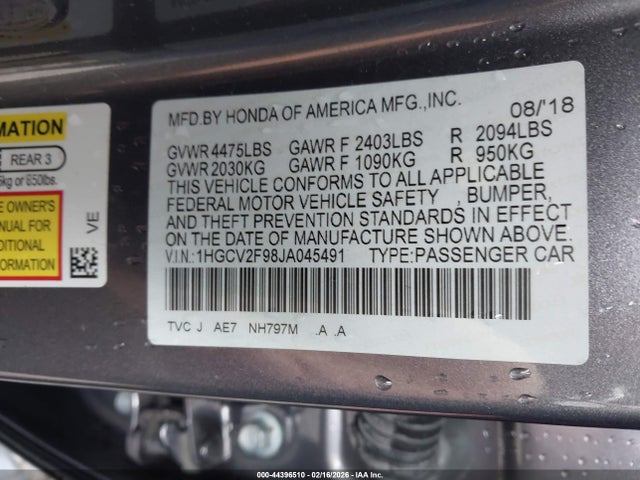 MATION
REAR 3
kg or 650lbs.
E OWNER'S
NUAL FOR
DITIONAL
FORMATION
VE
MFD.BY HONDA OF AMERICA MFG.,INC. 08/'18
GVWR 4475LBS GAWR F 2403LBS R 2094LBS
GVWR 2030KG GAWR F 1090KG R 950KG
THIS VEHICLE CONFORMS TO ALL APPLICABLE
FEDERAL MOTOR VEHICLE SAFETY , BUMPER,
AND THEFT PREVENTION STANDARDS IN EFFECT
ON THE DATE OF MANUFACTURE SHOWN ABOVE.
V.I.N.:1HGCV2F98JA045491 TYPE:PASSENGER CAR
TVC J AE7 NH797M .A .A
000-44396510 - 02/16/2026 - IAA Inc.